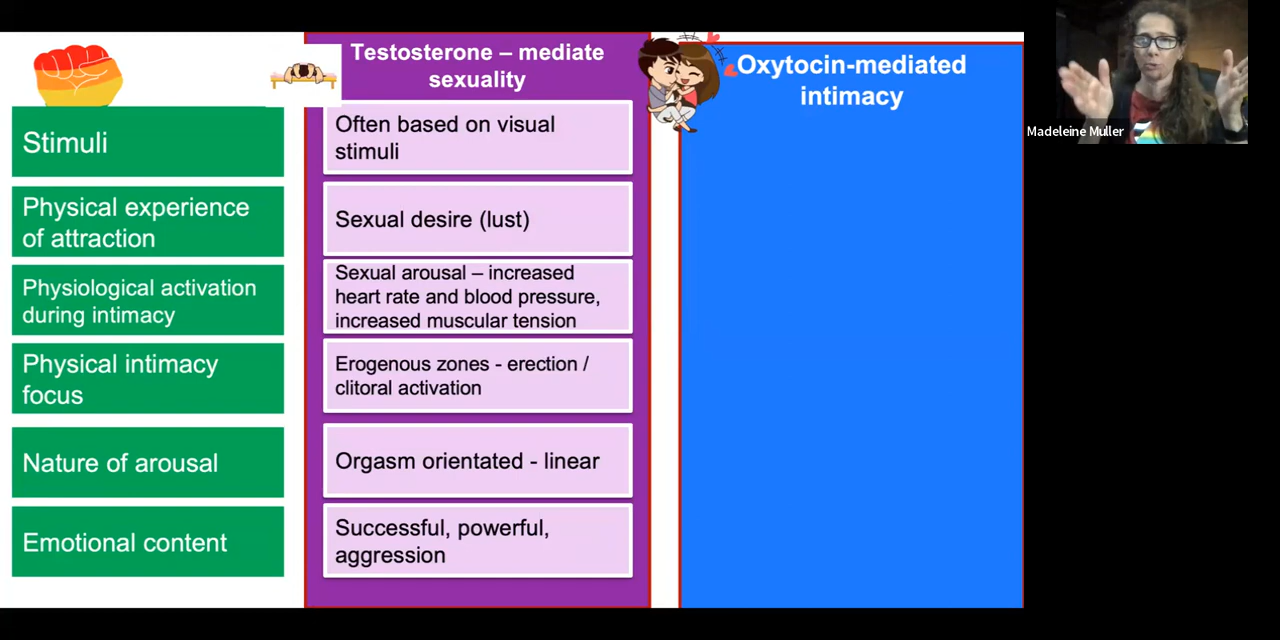 Testosterone – mediate
sexuality
Oxytocin-mediated
intimacy
Madeleine Muller
Stimuli
Often based on visual
stimuli
Physical experience
of attraction
Sexual desire (lust)
Physiological activation
during intimacy
Sexual arousal – increased
heart rate and blood pressure,
increased muscular tension
Physical intimacy
focus
Erogenous zones - erection /
clitoral activation
Nature of arousal
Orgasm orientated - linear
Emotional content
Successful, powerful,
aggression